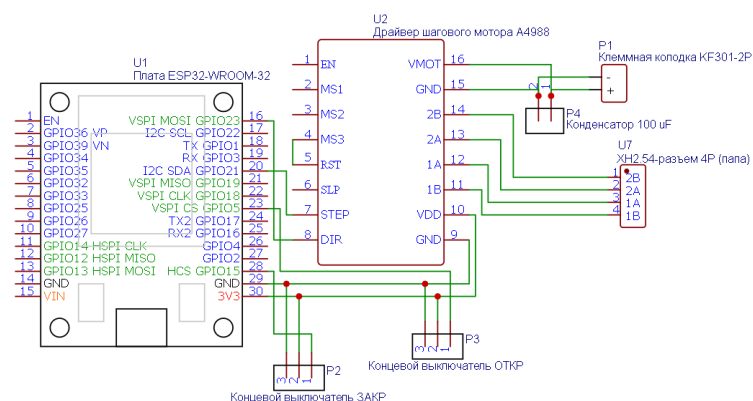 U2
Драйвер шагового мотора A4988
U1
Плата ESP32-WROOM-32
1 EN
2 GPIO36 VP
3 GPIO39 VN
4 GPIO34
5 GPIO35
6 GPIO32
7 GPIO33
8 GPIO25
9 GPIO26
10 GPIO27
11 GPIO14 HSPI CLK
12 GPIO12 HSPI MISO
13 GPIO13 HSPI MOSI
14 GND
15 VIN
VSPI MOSI GPIO23 16
I2C SCL GPIO22 17
TX GPIO1 18
RX GPIO3 19
I2C SDA GPIO21 20
VSPI MISO GPIO19 21
VSPI CLK GPIO18 22
VSPI CS GPIO5 23
TX2 GPIO17 24
RX2 GPIO16 25
GPIO4 26
GPIO2 27
HCS GPIO15 28
GND 29
3V3 30
1 EN
2 MS1
3 MS2
4 MS3
5 RST
6 SLP
7 STEP
8 DIR
VMOT 16
GND 15
2B 14
2A 13
1A 12
1B 11
VDD 10
GND 9
P1
Клеммная колодка KF301-2P
-
+
2 1
P4
Конденсатор 100 uF
U7
XH2.54-разъем 4P (папа)
1 2B
2 2A
3 1A
4 1B
3 2 1
P3
Концевой выключатель ОТКР
3 2 1
P2
Концевой выключатель ЗАКР